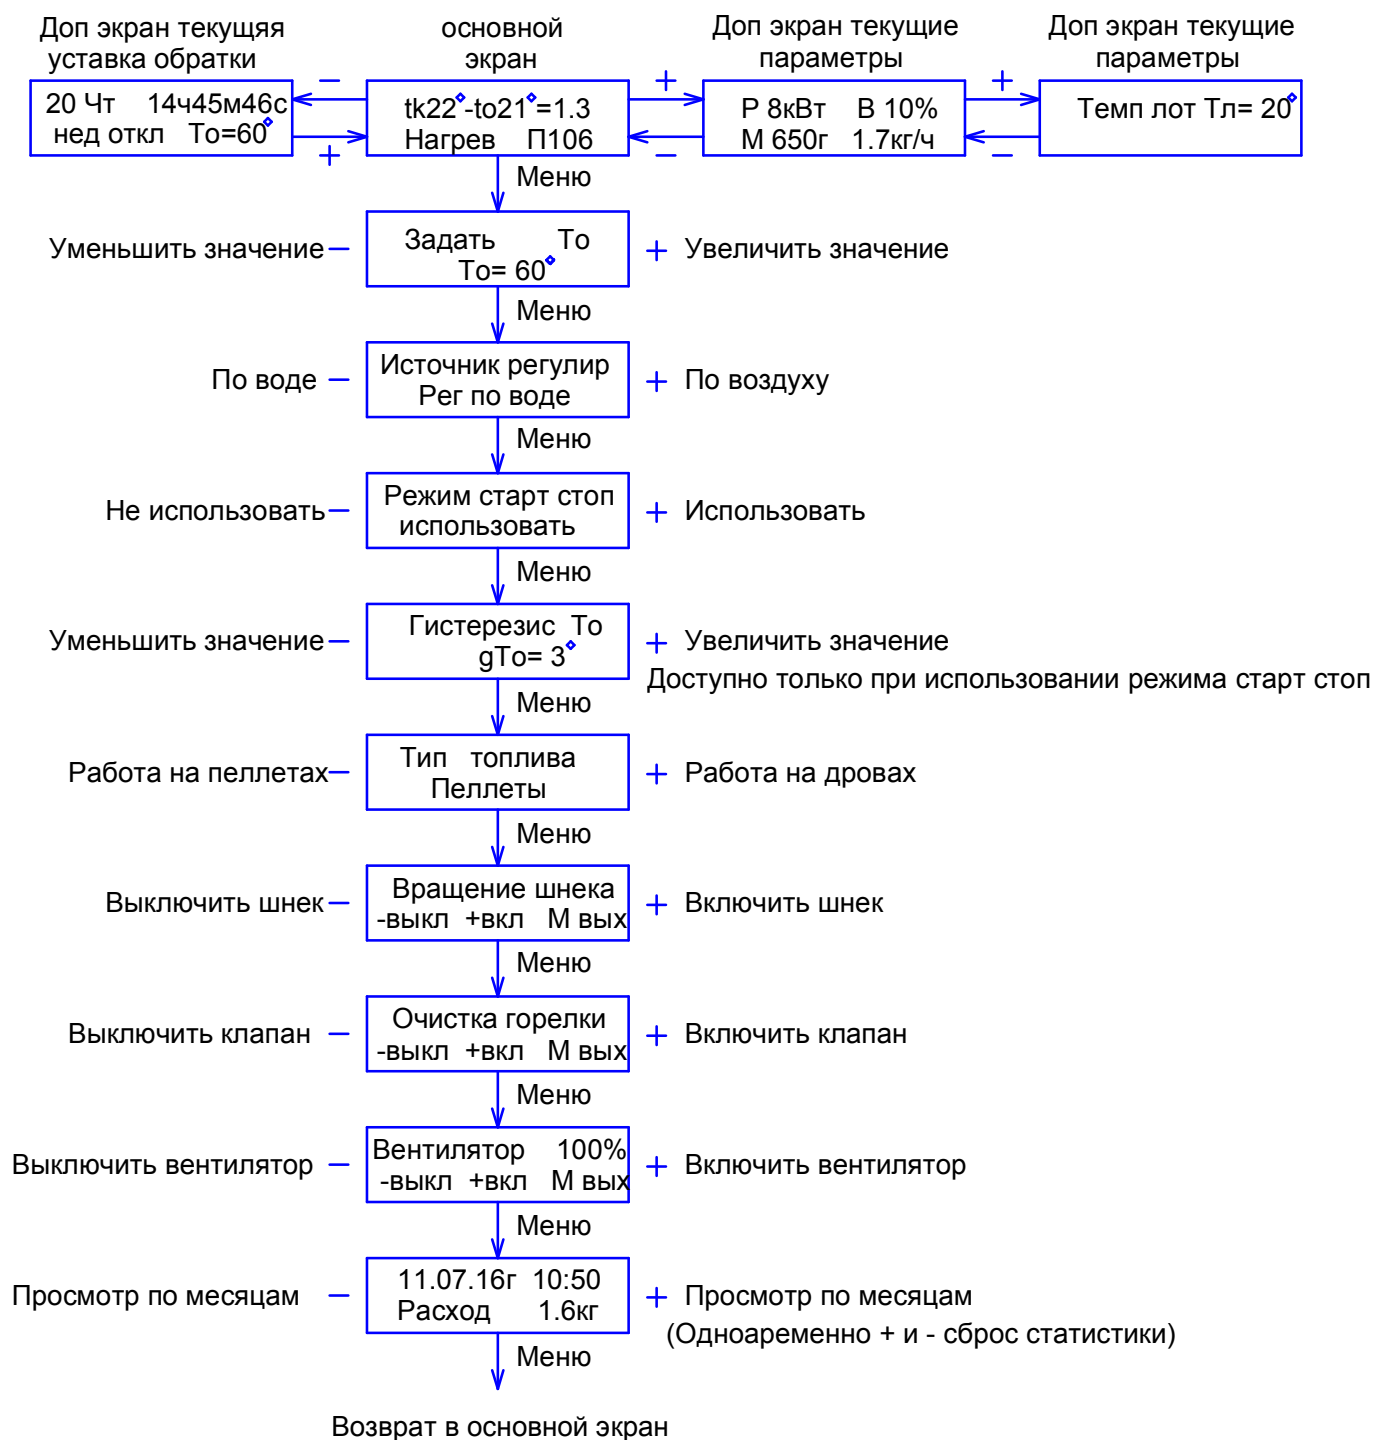 Доп экран текущяя
уставка обратки
основной
экран
Доп экран текущие
параметры
Доп экран текущие
параметры
20 Чт 14ч45м46с
нед откл То=60°
− +
tk22°-to21°=1.3
Нагрев П106
+ −
Р 8кВт В 10%
М 650г 1.7кг/ч
+ −
Темп лот Тл= 20°
Меню
Уменьшить значение −
Задать То
То= 60°
+ Увеличить значение
Меню
По воде −
Источник регулир
Рег по воде
+ По воздуху
Меню
Не использовать −
Режим старт стоп
использовать
+ Использовать
Меню
Уменьшить значение −
Гистерезис То
gТо= 3°
+ Увеличить значение
Доступно только при использовании режима старт стоп
Меню
Работа на пеллетах −
Тип топлива
Пеллеты
+ Работа на дровах
Меню
Выключить шнек −
Вращение шнека
-выкл +вкл М вых
+ Включить шнек
Меню
Выключить клапан −
Очистка горелки
-выкл +вкл М вых
+ Включить клапан
Меню
Выключить вентилятор −
Вентилятор 100%
-выкл +вкл М вых
+ Включить вентилятор
Меню
Просмотр по месяцам −
11.07.16г 10:50
Расход 1.6кг
+ Просмотр по месяцам
(Одноаременно + и - сброс статистики)
Меню
Возврат в основной экран